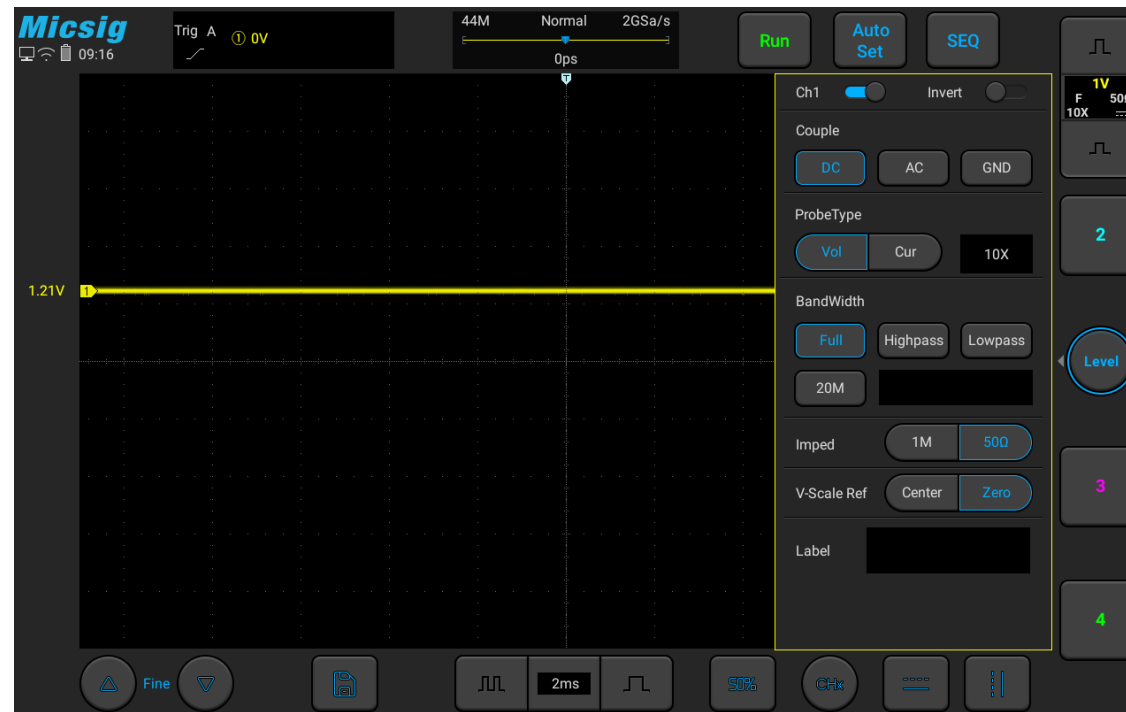 Micsig
09:16
Trig A ① 0V
44M Normal 2GSa/s
0ps
T
Run
Auto
Set
SEQ
1V
F 50
10X
Ch1 Invert
Couple
DC AC GND
ProbeType
Vol Cur 10X
2
1.21V 1
BandWidth
Full Highpass Lowpass
Level
20M
Imped 1M 50Ω
V-Scale Ref Center Zero
3
Label
4
Fine
2ms
50%
CHx